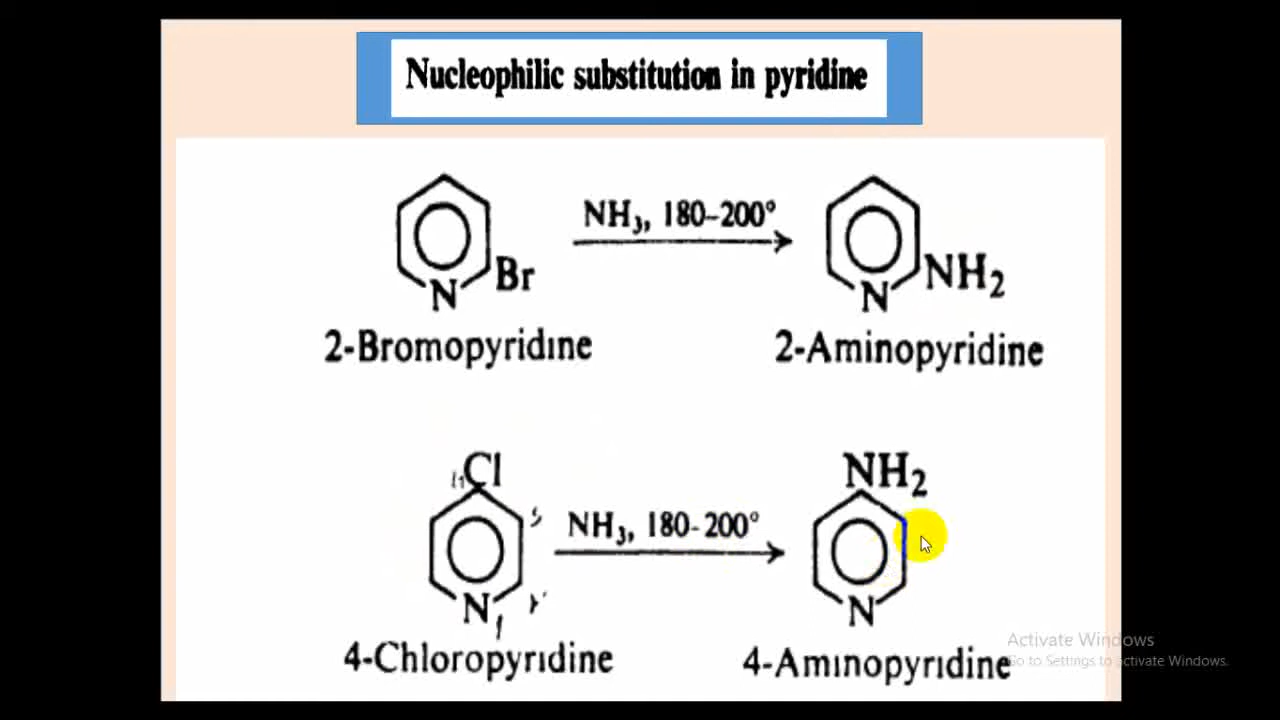 Nucleophilic substitution in pyridine
NH3, 180-200°
Br
N
NH2
N
2-Bromopyridine
2-Aminopyridine
Cl
NH2
NH3, 180-200°
N
N
1
4-Chloropyridine
4-Aminopyridine
Activate Windows
Go to Settings to activate Windows.